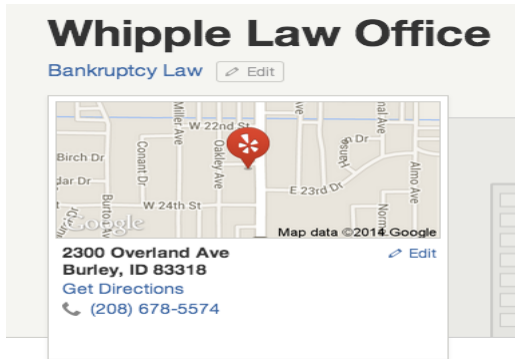 Whipple Law Office
Bankruptcy Law Edit
Miller Ave
W 22nd St
Oakley Ave
Birch Dr
Conant Dr
Dr
Hansen
E 23rd Dr
Almo Ave
W 24th St
Google
Map data ©2014 Google
2300 Overland Ave
Edit
Burley, ID 83318
Get Directions
(208) 678-5574